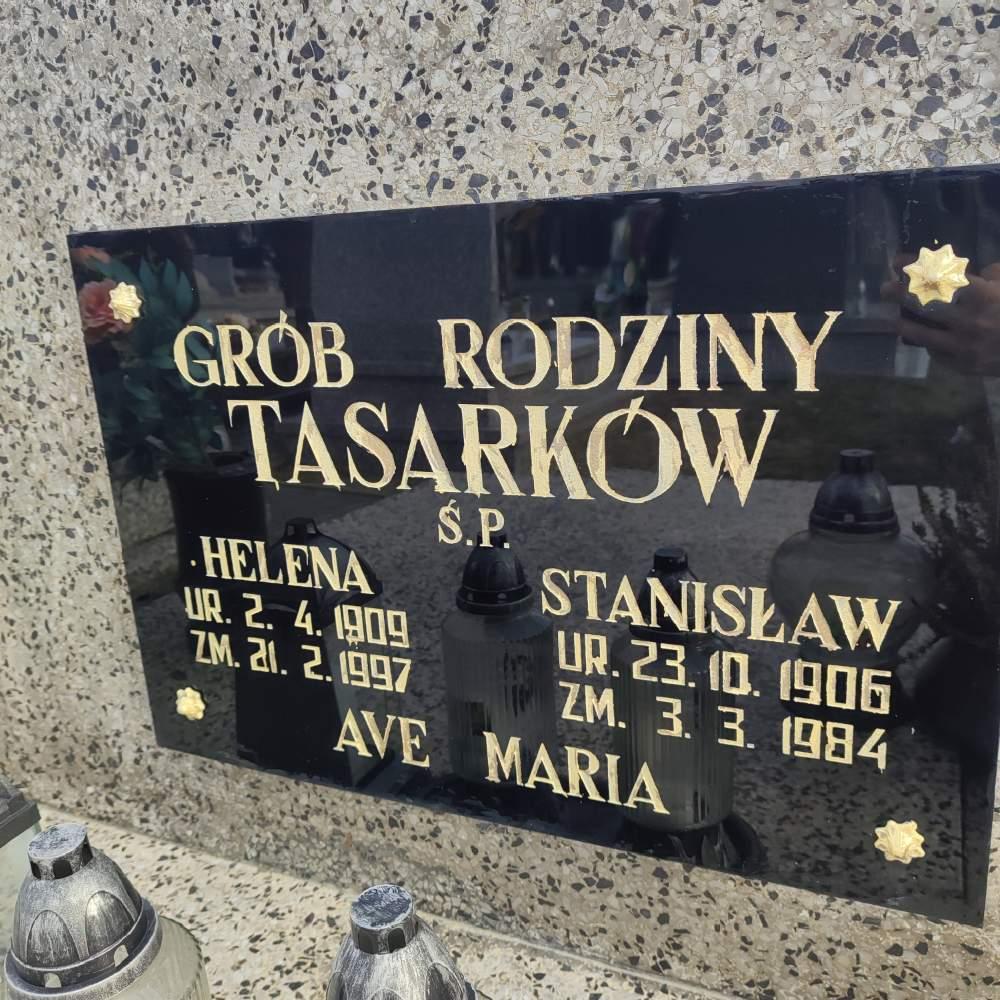 GRÓB RODZINY
TASARKÓW
Ś.P.
HELENA
UR. 2. 4. 1909
ZM. 21. 2. 1997
STANISŁAW
UR. 23. 10. 1906
ZM. 3. 3. 1984
AVE MARIA